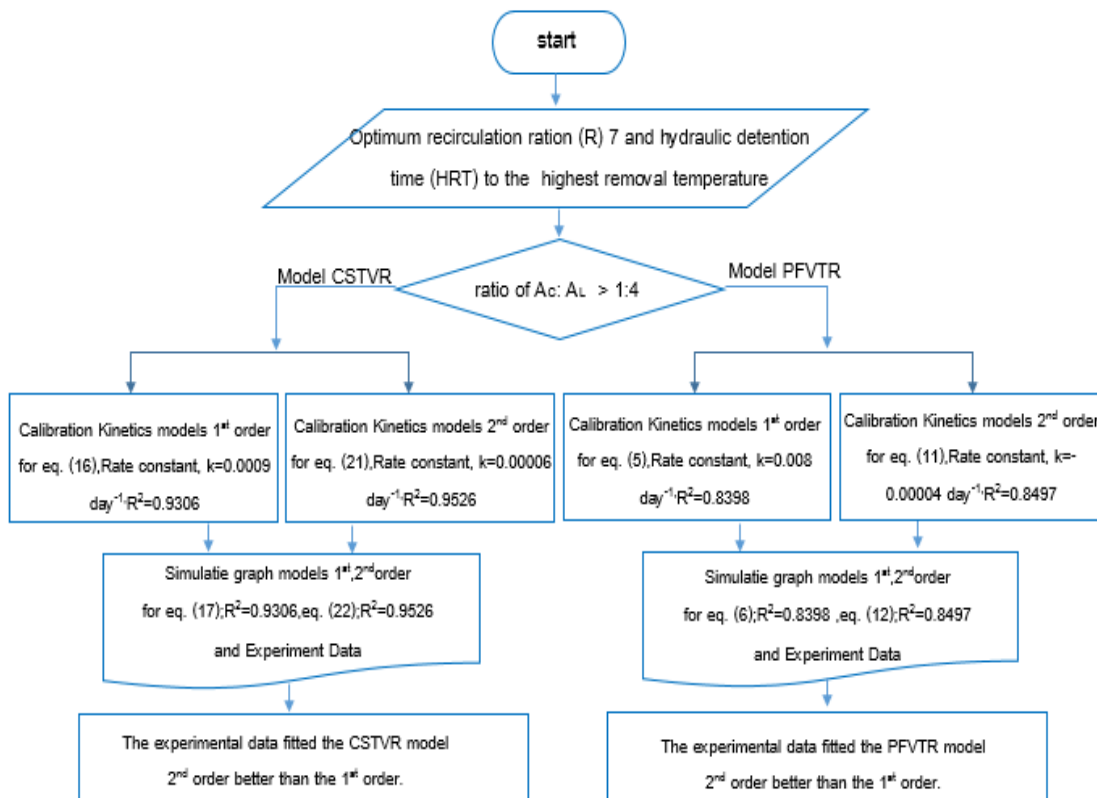 start
Optimum recirculation ration (R) 7 and hydraulic detention
time (HRT) to the highest removal temperature
Model CSTVR
ratio of Ac: AL > 1:4
Model PFVTR
Calibration Kinetics models 1st order
for eq. (16),Rate constant, k=0.0009
day-1,R2=0.9306
Calibration Kinetics models 2nd order
for eq. (21),Rate constant, k=0.00006
day-1,R2=0.9526
Calibration Kinetics models 1st order
for eq. (5),Rate constant, k=0.008
day-1,R2=0.8398
Calibration Kinetics models 2nd order
for eq. (11),Rate constant, k=-
0.00004 day-1,R2=0.8497
Simulatie graph models 1st,2nd order
for eq. (17);R2=0.9306,eq. (22);R2=0.9526
and Experiment Data
Simulatie graph models 1st,2nd order
for eq. (6);R2=0.8398 ,eq. (12);R2=0.8497
and Experiment Data
The experimental data fitted the CSTVR model
2nd order better than the 1st order.
The experimental data fitted the PFVTR model
2nd order better than the 1st order.